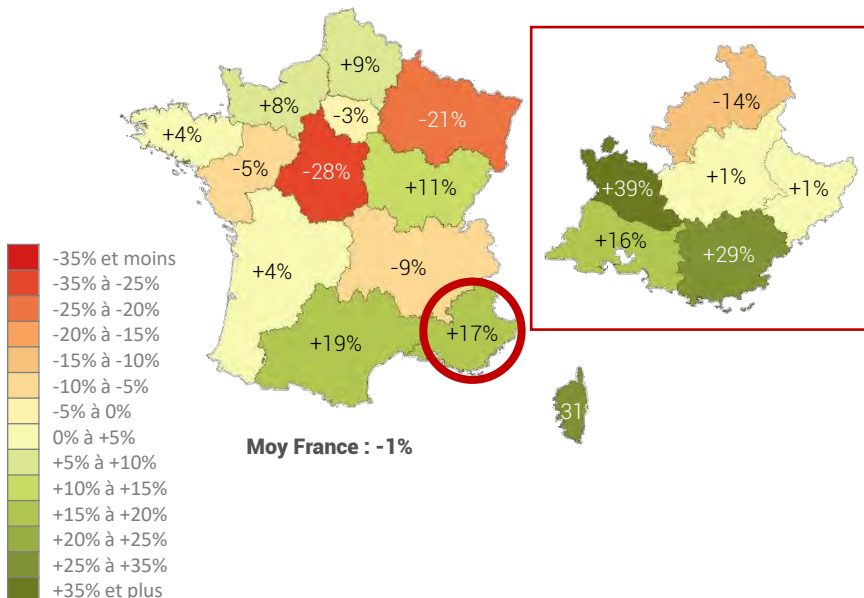 +9%
+8%
-3%
-21%
+4%
-5%
-28%
+11%
+4%
-9%
+19%
+17%
31
Moy France : -1%
-14%
+39%
+1%
+1%
+16%
+29%
-35% et moins
-35% à -25%
-25% à -20%
-20% à -15%
-15% à -10%
-10% à -5%
-5% à 0%
0% à +5%
+5% à +10%
+10% à +15%
+15% à +20%
+20% à +25%
+25% à +35%
+35% et plus